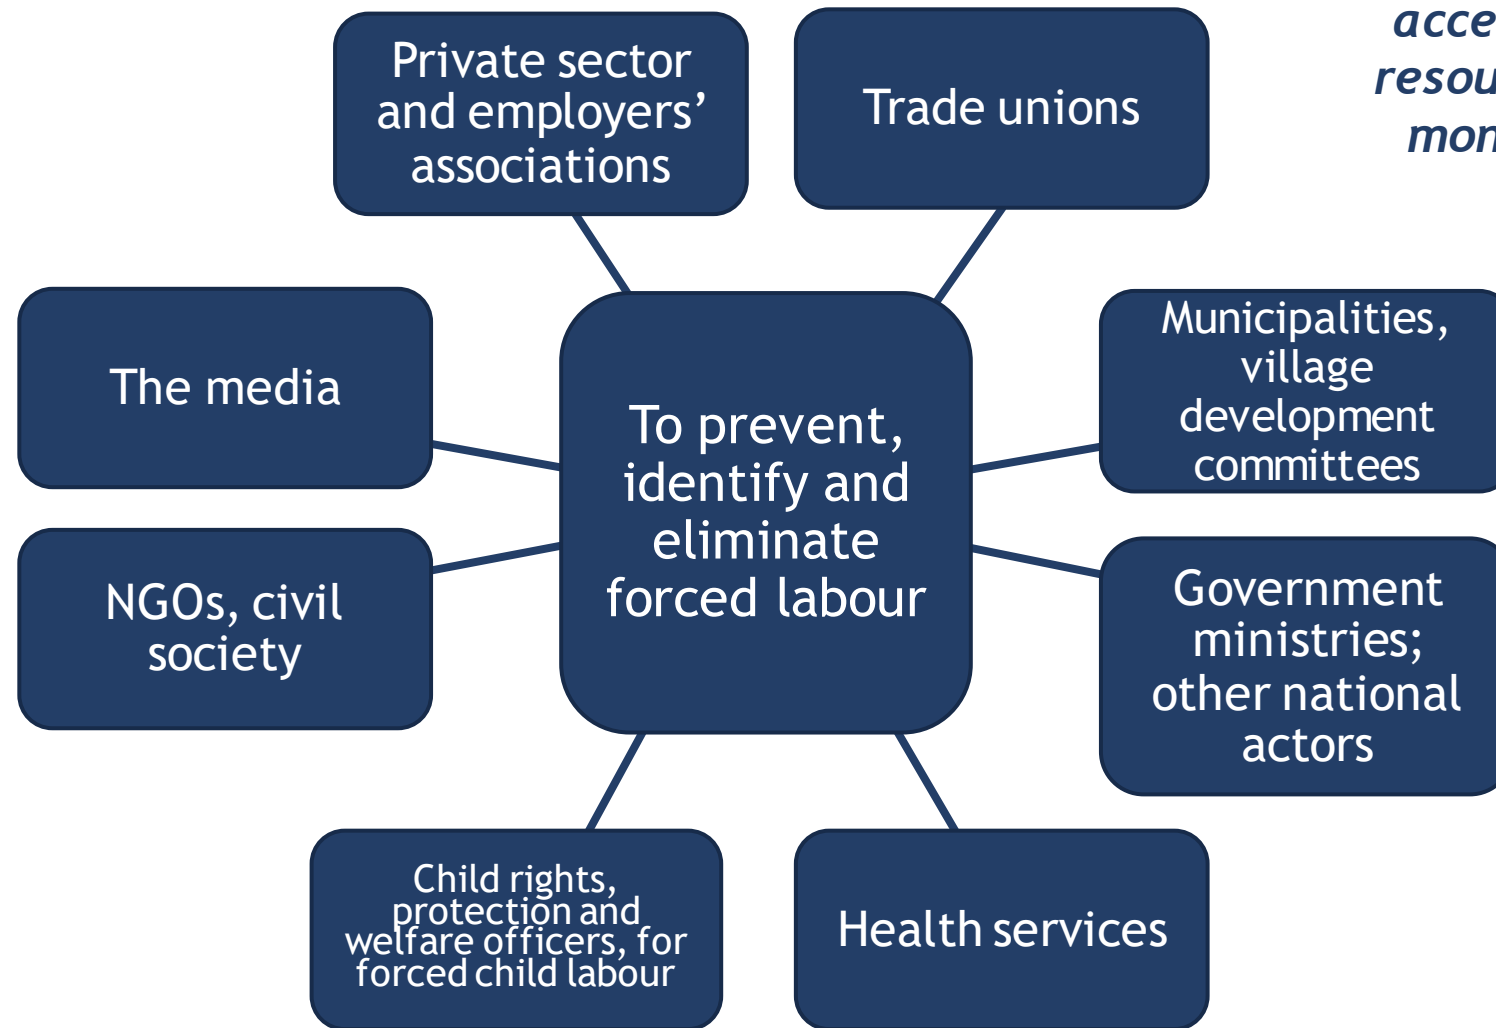 Private sector
and employers’
associations
Trade unions
The media
To prevent,
identify and
eliminate
forced labour
Municipalities,
village
development
committees
NGOs, civil
society
Government
ministries;
other national
actors
Child rights,
protection and
welfare officers, for
forced child labour
Health services